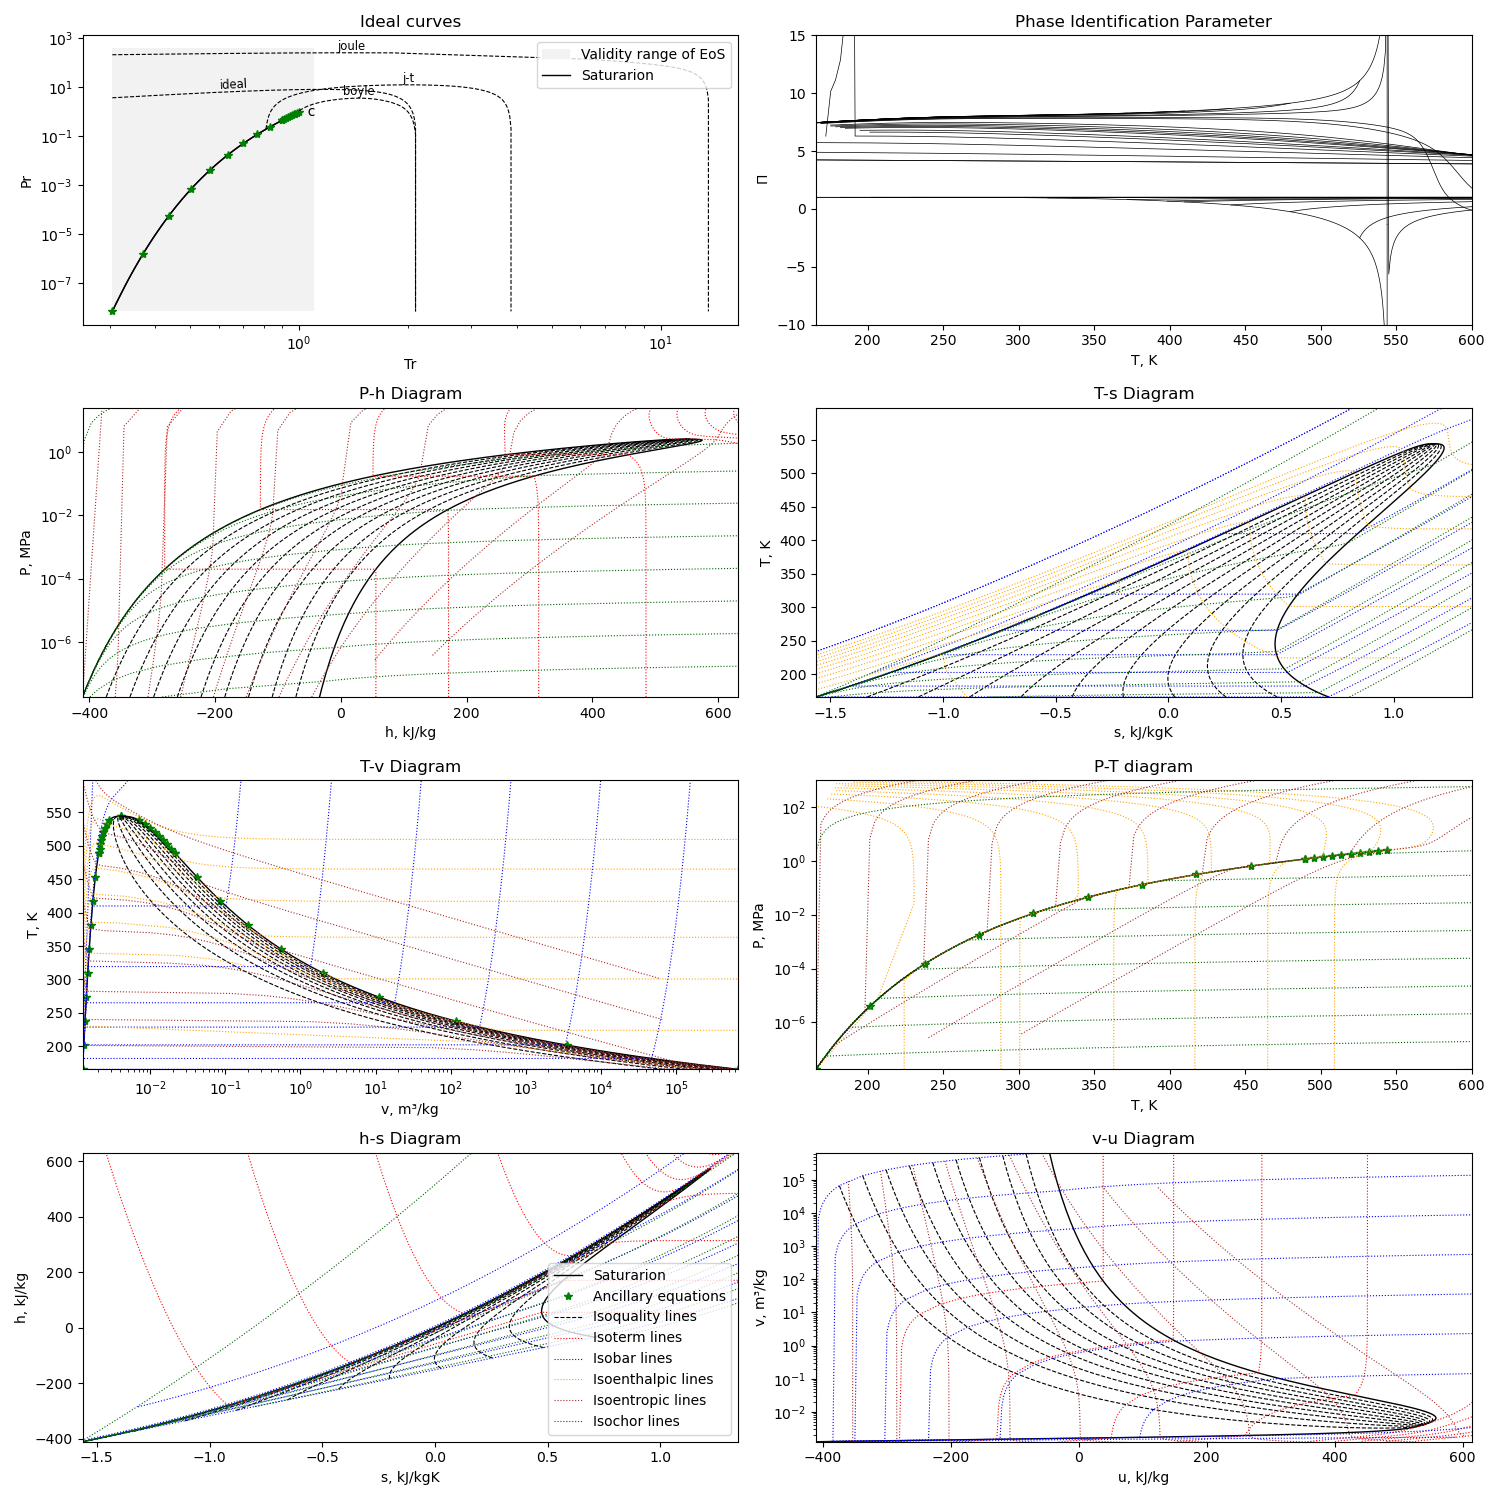 Ideal curves
10³
10¹
10⁻¹
10⁻³
10⁻⁵
10⁻⁷
Pr
joule
ideal
j-t
boyle
c
Validity range of EoS
Saturarion
10⁰
10¹
Tr
Phase Identification Parameter
15
10
5
0
−5
−10
Π
200
250
300
350
400
450
500
550
600
T, K
P-h Diagram
10⁰
10⁻²
10⁻⁴
10⁻⁶
P, MPa
−400
−200
0
200
400
600
h, kJ/kg
T-s Diagram
550
500
450
400
350
300
250
200
T, K
−1.5
−1.0
−0.5
0.0
0.5
1.0
s, kJ/kgK
T-v Diagram
550
500
450
400
350
300
250
200
T, K
10⁻²
10⁻¹
10⁰
10¹
10²
10³
10⁴
10⁵
v, m³/kg
P-T diagram
10²
10⁰
10⁻²
10⁻⁴
10⁻⁶
P, MPa
200
250
300
350
400
450
500
550
600
T, K
h-s Diagram
600
400
200
0
−200
−400
h, kJ/kg
Saturarion
Ancillary equations
Isoquality lines
Isoterm lines
Isobar lines
Isoenthalpic lines
Isoentropic lines
Isochor lines
−1.5
−1.0
−0.5
0.0
0.5
1.0
s, kJ/kgK
v-u Diagram
10⁵
10⁴
10³
10²
10¹
10⁰
10⁻¹
10⁻²
v, m³/kg
−400
−200
0
200
400
600
u, kJ/kg